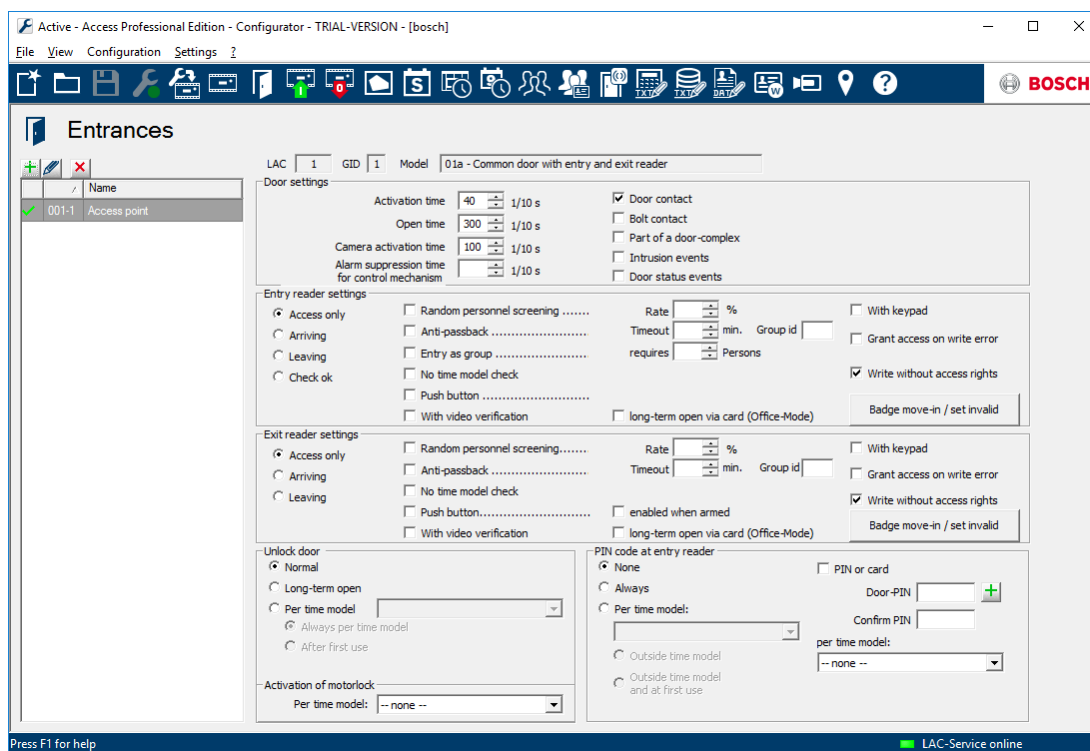 Active - Access Professional Edition - Configurator - TRIAL-VERSION - [bosch]
File View Configuration Settings ?
BOSCH
Entrances
LAC 1 GID 1 Model 01a - Common door with entry and exit reader
Name
001-1 Access point
Door settings
Activation time 40 1/10 s
Open time 300 1/10 s
Camera activation time 100 1/10 s
Alarm suppression time
for control mechanism 1/10 s
Door contact
Bolt contact
Part of a door-complex
Intrusion events
Door status events
Entry reader settings
Access only
Arriving
Leaving
Check ok
Random personnel screening ....... Rate %
Anti-passback ........................ Timeout min. Group id
Entry as group ....................... requires Persons
No time model check
Push button ..........................
With video verification
long-term open via card (Office-Mode)
With keypad
Grant access on write error
Write without access rights
Badge move-in / set invalid
Exit reader settings
Access only
Arriving
Leaving
Random personnel screening....... Rate %
Anti-passback ........................ Timeout min. Group id
No time model check
Push button........................... enabled when armed
With video verification
long-term open via card (Office-Mode)
With keypad
Grant access on write error
Write without access rights
Badge move-in / set invalid
Unlock door
Normal
Long-term open
Per time model
Always per time model
After first use
Activation of motorlock
Per time model: -- none --
PIN code at entry reader
None
Always
Per time model:
Outside time model
Outside time model
and at first use
PIN or card
Door-PIN
Confirm PIN
per time model:
-- none --
Press F1 for help
LAC-Service online